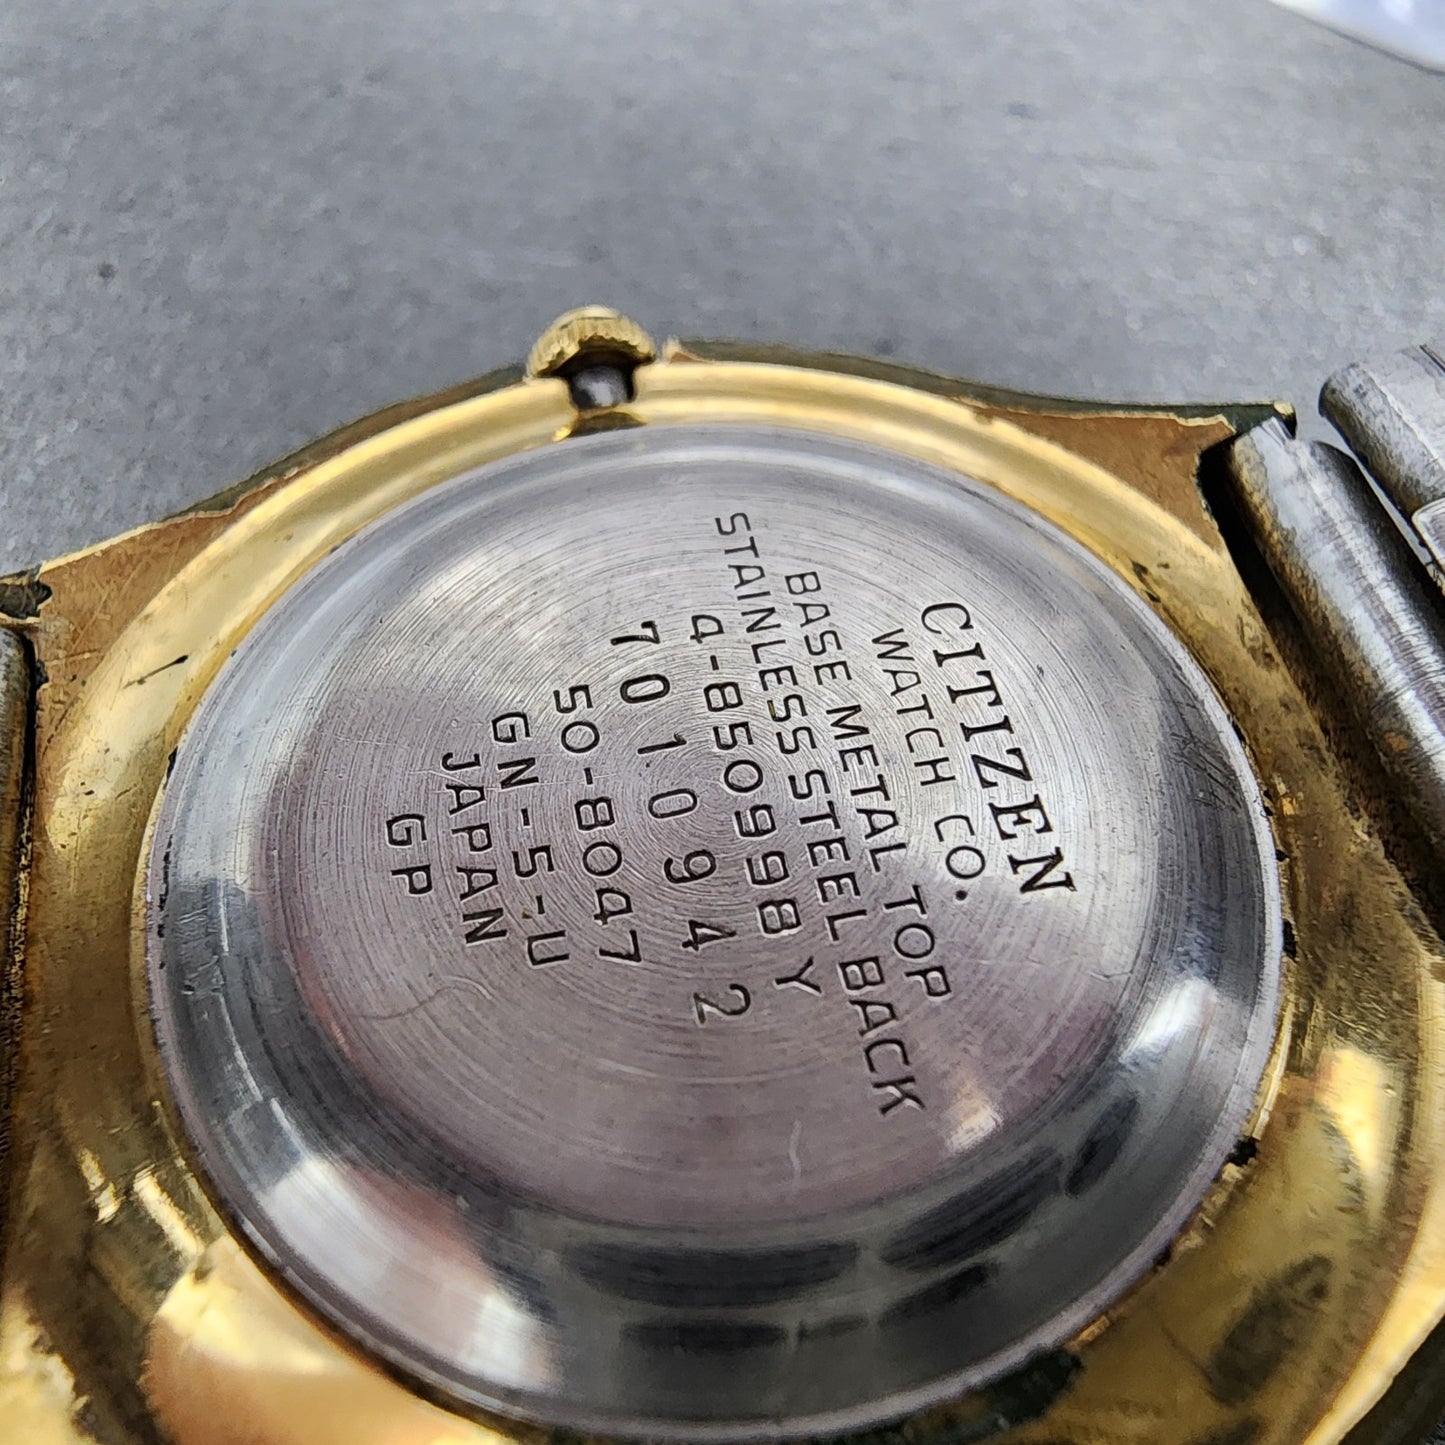 CITIZEN
WATCH CO.
BASE METAL TOP
STAINLESS STEEL BACK
4-850998 Y
7010942
50-8047
GN-5-U
JAPAN
GP